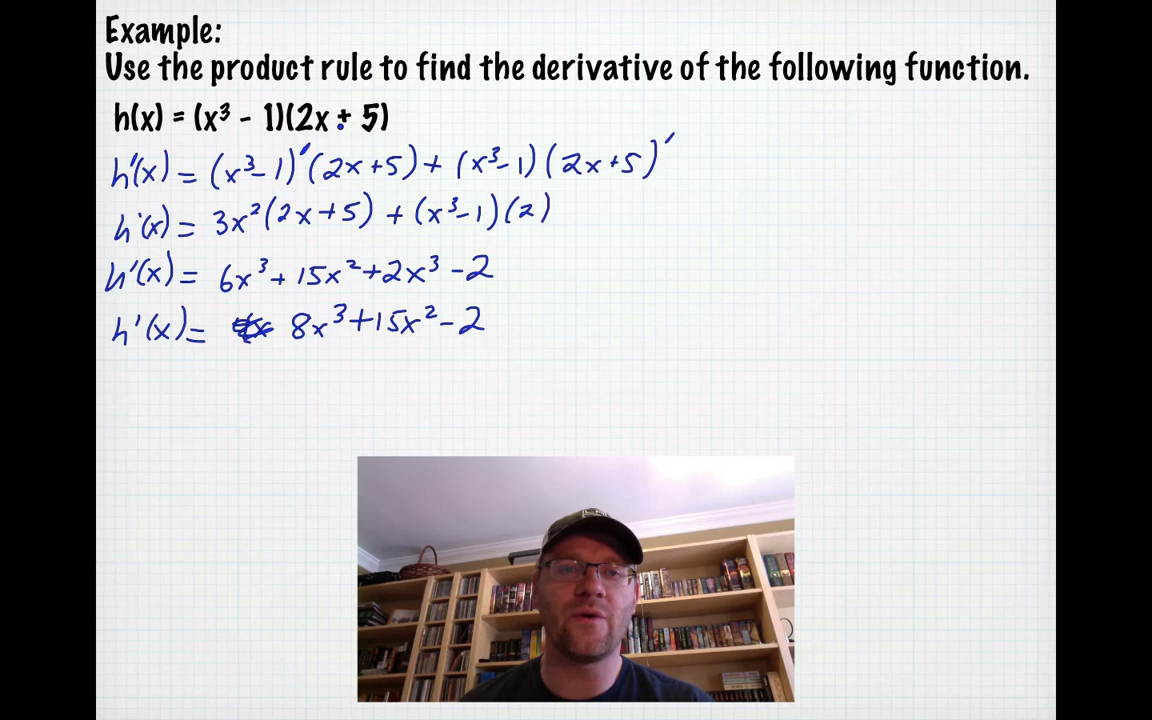 Example:
Use the product rule to find the derivative of the following function.
h(x) = (x³ - 1)(2x + 5)
h'(x) = (x³-1)'(2x+5) + (x³-1)(2x+5)'
h'(x) = 3x²(2x+5) + (x³-1)(2)
h'(x) = 6x³ + 15x² + 2x³ - 2
h'(x) = 8x³ + 15x² - 2